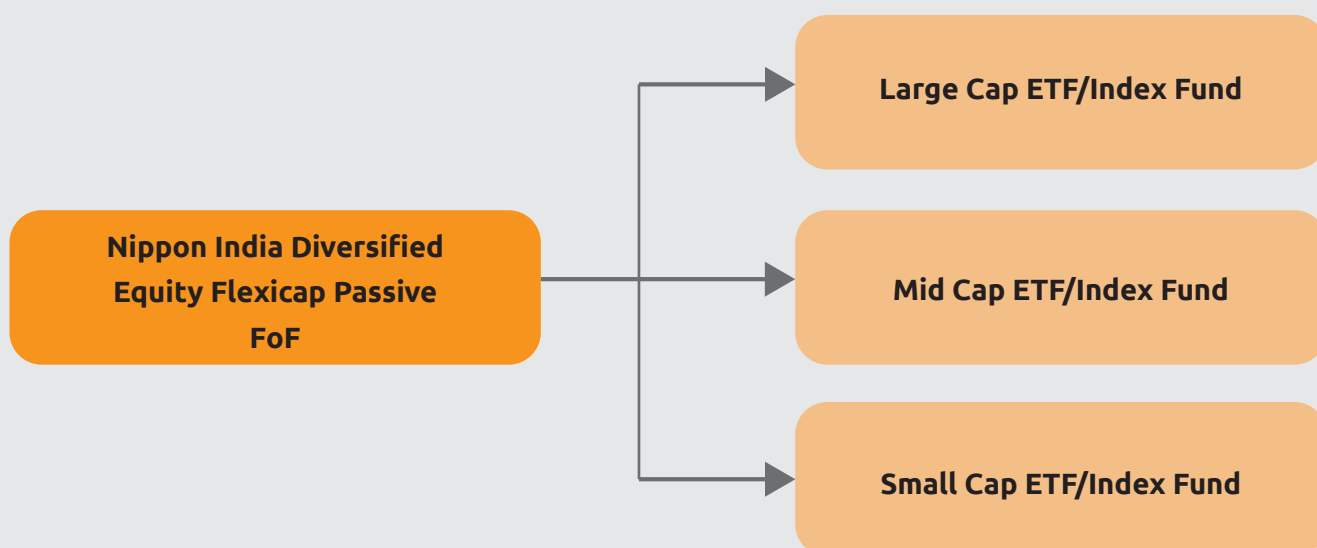 Large Cap ETF/Index Fund
Nippon India Diversified
Equity Flexicap Passive
FoF
Mid Cap ETF/Index Fund
Small Cap ETF/Index Fund